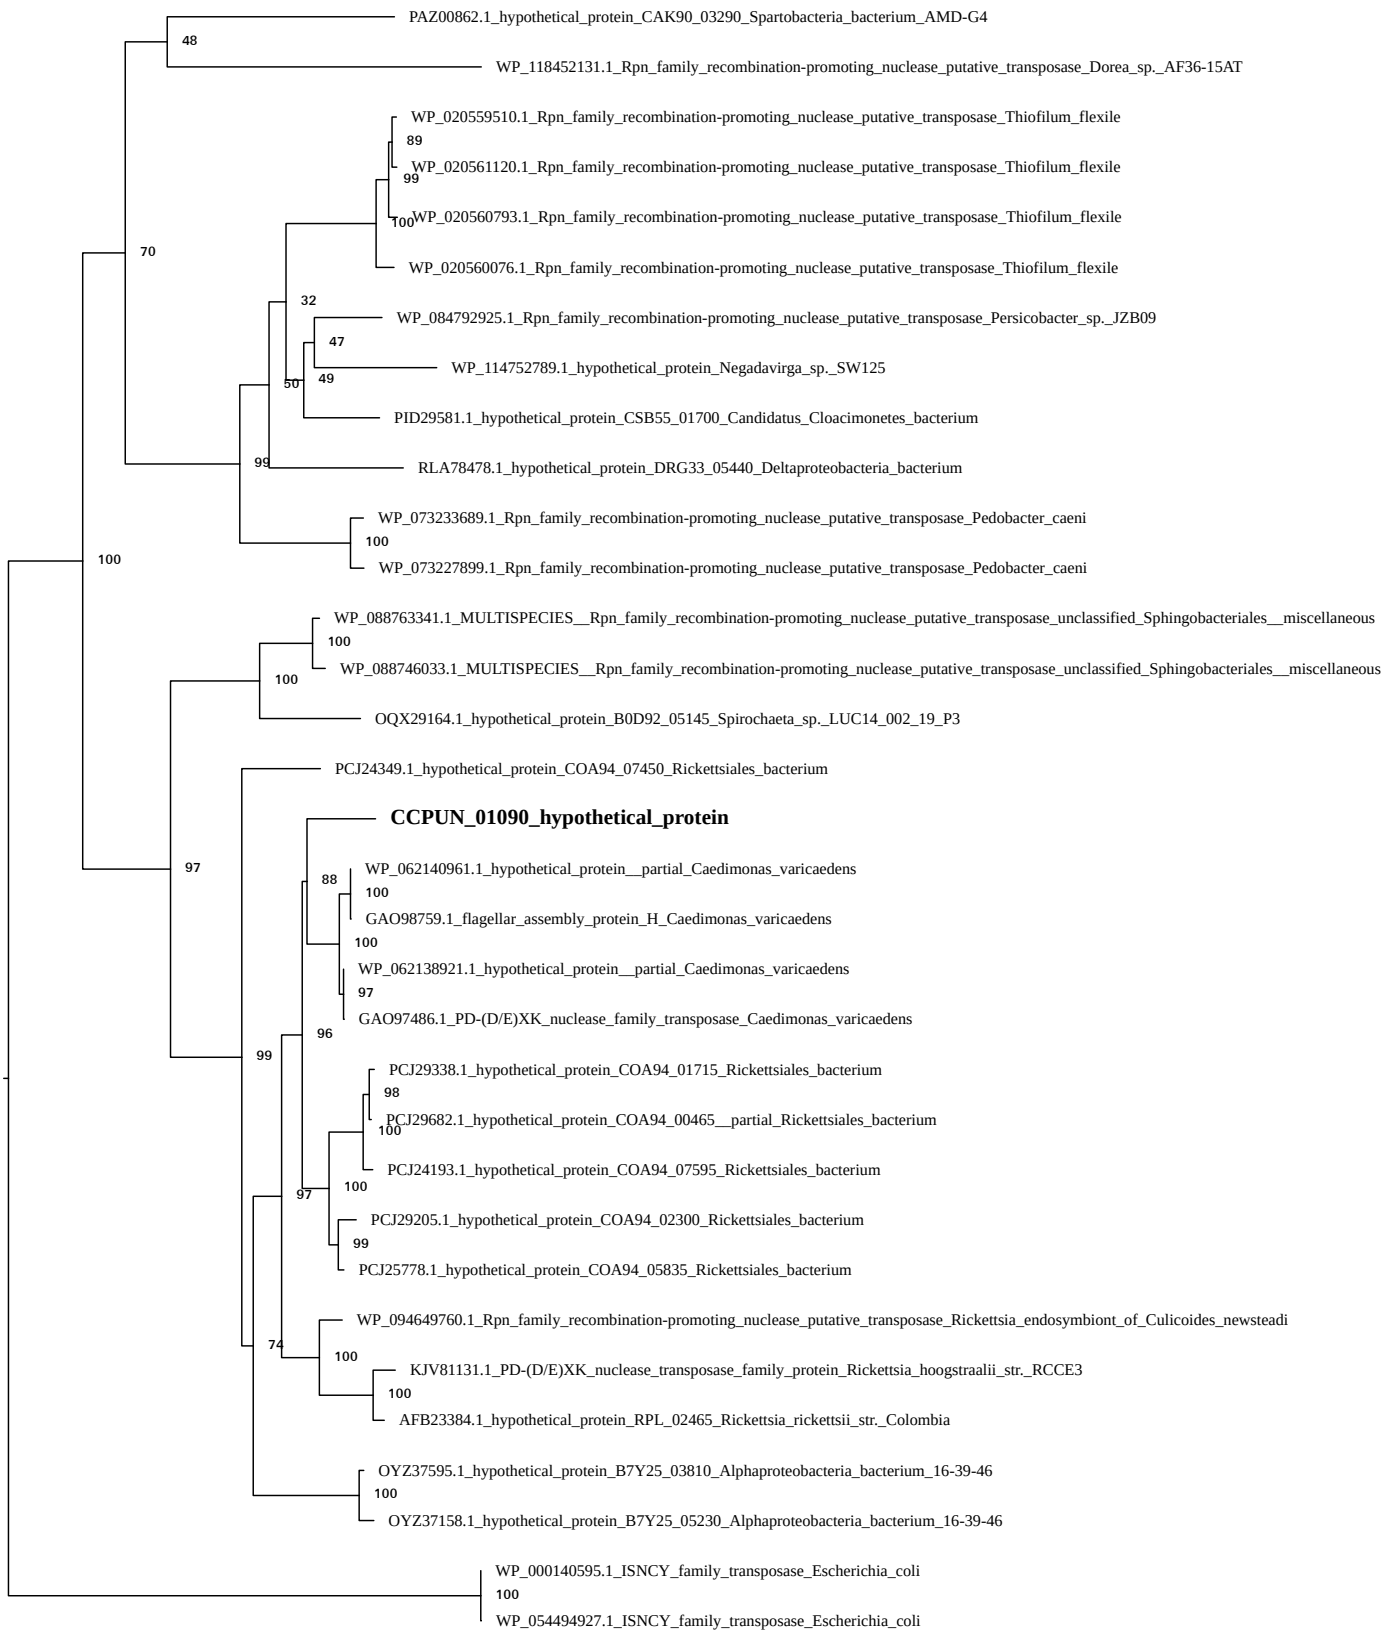 PAZ00862.1_hypothetical_protein_CAK90_03290_Spartobacteria_bacterium_AMD-G4
48
WP_118452131.1_Rpn_family_recombination-promoting_nuclease_putative_transposase_Dorea_sp._AF36-15AT
WP_020559510.1_Rpn_family_recombination-promoting_nuclease_putative_transposase_Thiofilum_flexile
89
WP_020561120.1_Rpn_family_recombination-promoting_nuclease_putative_transposase_Thiofilum_flexile
99
WP_020560793.1_Rpn_family_recombination-promoting_nuclease_putative_transposase_Thiofilum_flexile
100
70
WP_020560076.1_Rpn_family_recombination-promoting_nuclease_putative_transposase_Thiofilum_flexile
32
WP_084792925.1_Rpn_family_recombination-promoting_nuclease_putative_transposase_Persicobacter_sp._JZB09
47
WP_114752789.1_hypothetical_protein_Negadavirga_sp._SW125
49
50
PID29581.1_hypothetical_protein_CSB55_01700_Candidatus_Cloacimonetes_bacterium
99
RLA78478.1_hypothetical_protein_DRG33_05440_Deltaproteobacteria_bacterium
WP_073233689.1_Rpn_family_recombination-promoting_nuclease_putative_transposase_Pedobacter_caeni
100
100
WP_073227899.1_Rpn_family_recombination-promoting_nuclease_putative_transposase_Pedobacter_caeni
WP_088763341.1_MULTISPECIES__Rpn_family_recombination-promoting_nuclease_putative_transposase_unclassified_Sphingobacteriales__miscellaneous
100
WP_088746033.1_MULTISPECIES__Rpn_family_recombination-promoting_nuclease_putative_transposase_unclassified_Sphingobacteriales__miscellaneous
100
OQX29164.1_hypothetical_protein_B0D92_05145_Spirochaeta_sp._LUC14_002_19_P3
PCJ24349.1_hypothetical_protein_COA94_07450_Rickettsiales_bacterium
CCPUN_01090_hypothetical_protein
97
WP_062140961.1_hypothetical_protein__partial_Caedimonas_varicaedens
88
100
GAO98759.1_flagellar_assembly_protein_H_Caedimonas_varicaedens
100
WP_062138921.1_hypothetical_protein__partial_Caedimonas_varicaedens
97
GAO97486.1_PD-(D/E)XK_nuclease_family_transposase_Caedimonas_varicaedens
96
99
PCJ29338.1_hypothetical_protein_COA94_01715_Rickettsiales_bacterium
98
PCJ29682.1_hypothetical_protein_COA94_00465__partial_Rickettsiales_bacterium
100
PCJ24193.1_hypothetical_protein_COA94_07595_Rickettsiales_bacterium
100
97
PCJ29205.1_hypothetical_protein_COA94_02300_Rickettsiales_bacterium
99
PCJ25778.1_hypothetical_protein_COA94_05835_Rickettsiales_bacterium
WP_094649760.1_Rpn_family_recombination-promoting_nuclease_putative_transposase_Rickettsia_endosymbiont_of_Culicoides_newsteadi
74
100
KJV81131.1_PD-(D/E)XK_nuclease_transposase_family_protein_Rickettsia_hoogstraalii_str._RCCE3
100
AFB23384.1_hypothetical_protein_RPL_02465_Rickettsia_rickettsii_str._Colombia
OYZ37595.1_hypothetical_protein_B7Y25_03810_Alphaproteobacteria_bacterium_16-39-46
100
OYZ37158.1_hypothetical_protein_B7Y25_05230_Alphaproteobacteria_bacterium_16-39-46
WP_000140595.1_ISNCY_family_transposase_Escherichia_coli
100
WP_054494927.1_ISNCY_family_transposase_Escherichia_coli